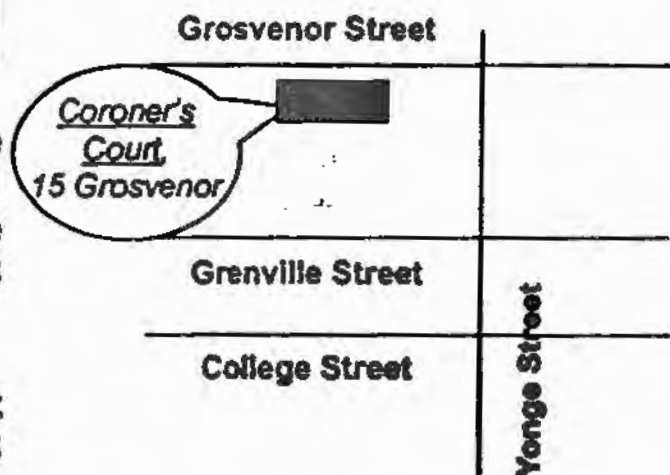 Grosvenor Street
Coroner's
Court,
15 Grosvenor
Grenville Street
College Street
Yonge Street